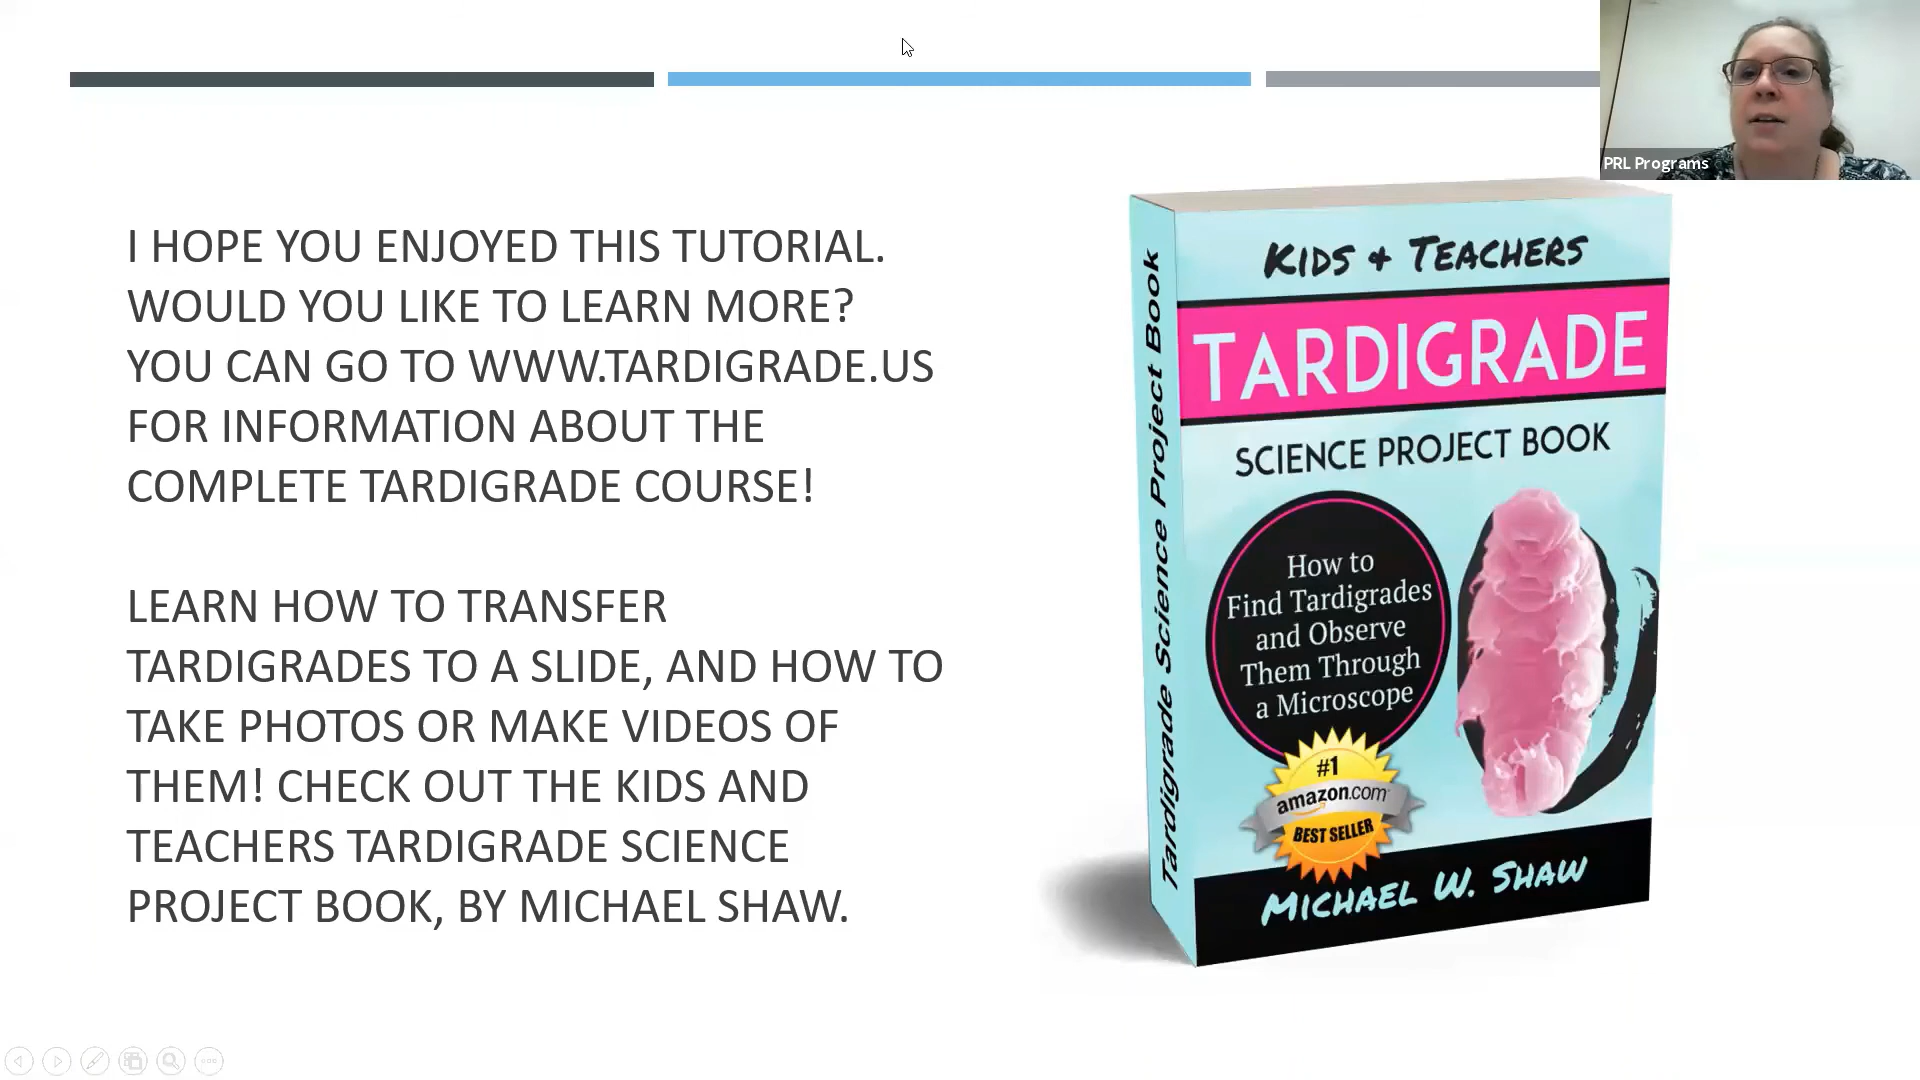 PRL Programs
I HOPE YOU ENJOYED THIS TUTORIAL.
WOULD YOU LIKE TO LEARN MORE?
YOU CAN GO TO WWW.TARDIGRADE.US
FOR INFORMATION ABOUT THE
COMPLETE TARDIGRADE COURSE!
LEARN HOW TO TRANSFER
TARDIGRADES TO A SLIDE, AND HOW TO
TAKE PHOTOS OR MAKE VIDEOS OF
THEM! CHECK OUT THE KIDS AND
TEACHERS TARDIGRADE SCIENCE
PROJECT BOOK, BY MICHAEL SHAW.
Tardigrade Science Project Book
KIDS + TEACHERS
TARDIGRADE
SCIENCE PROJECT BOOK
How to
Find Tardigrades
and Observe
Them Through
a Microscope
#1
amazon.com
BEST SELLER
MICHAEL W. SHAW